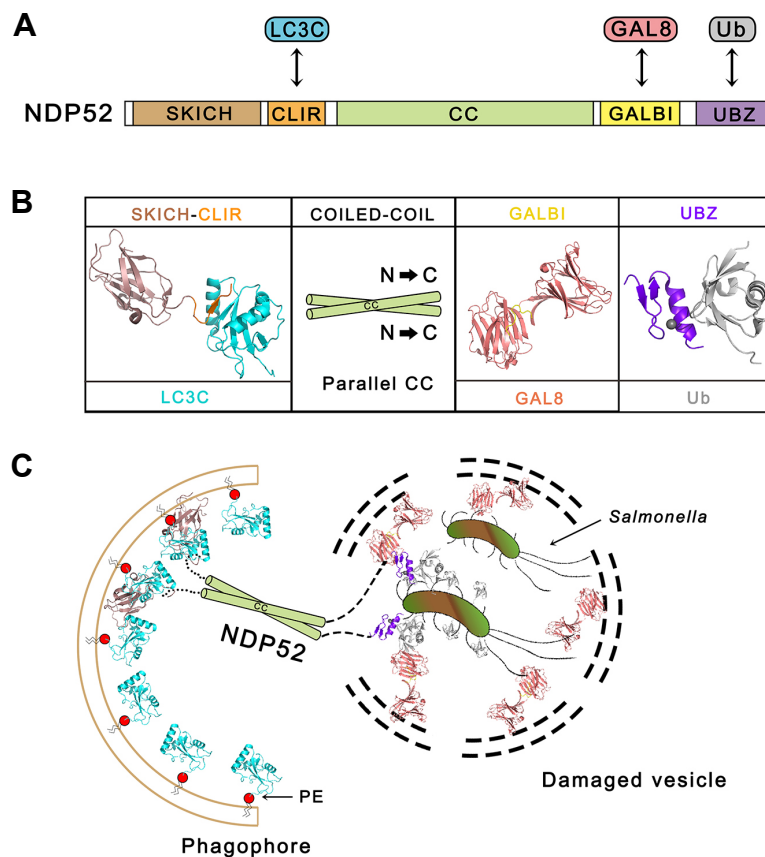 A
LC3C GAL8 Ub
NDP52 SKICH CLIR CC GALBI UBZ
B
SKICH-CLIR COILED-COIL GALBI UBZ
N➡C
CC
N➡C
Parallel CC
LC3C GAL8 Ub
C
Salmonella
CC
NDP52
Damaged vesicle
PE
Phagophore